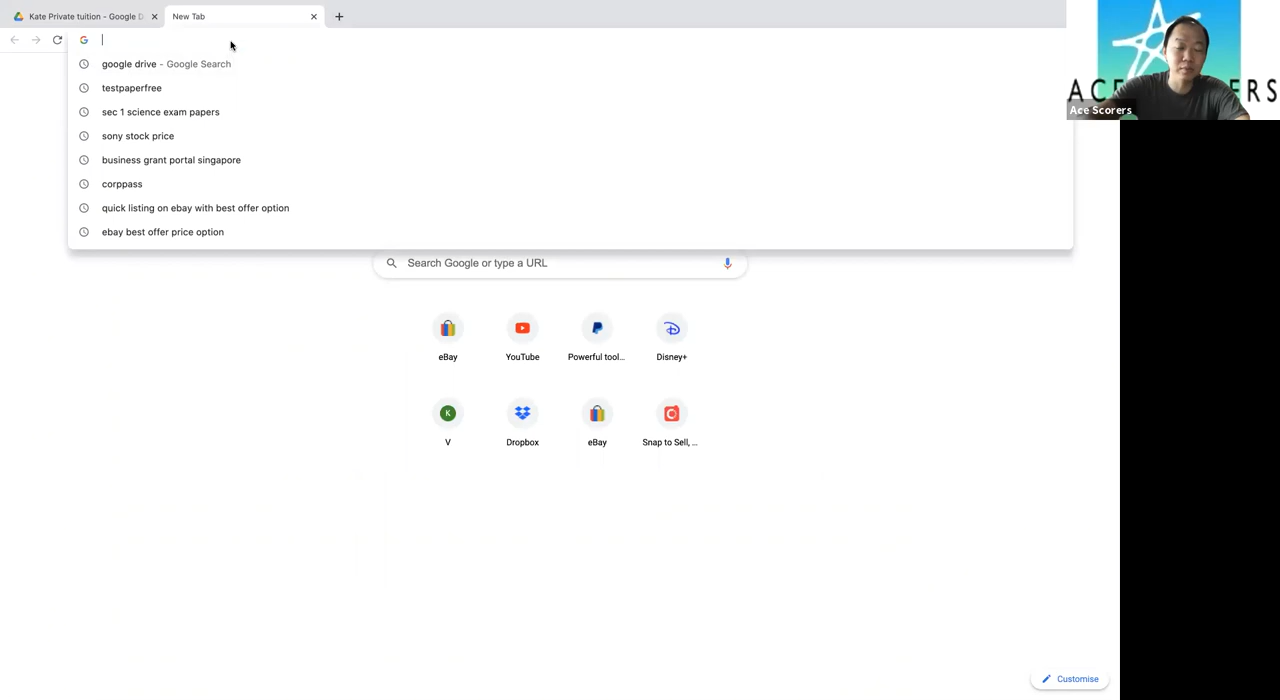 Kate Private tuition - Google D
New Tab
google drive - Google Search
testpaperfree
sec 1 science exam papers
sony stock price
business grant portal singapore
corppass
quick listing on ebay with best offer option
ebay best offer price option
Search Google or type a URL
eBay
YouTube
Powerful tool...
Disney+
K
V
Dropbox
eBay
Snap to Sell, ...
Customise
ACE
ERS
Ace Scorers